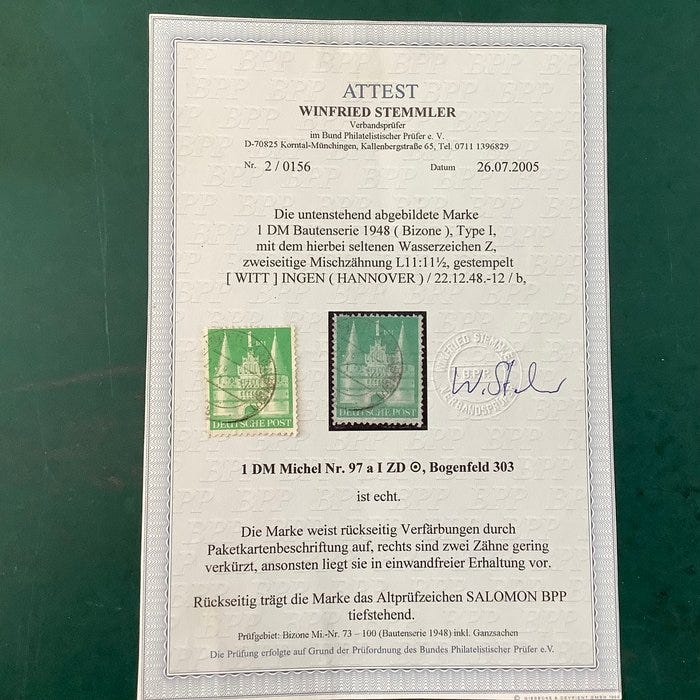 ATTEST
WINFRIED STEMMLER
Verbandsprüfer
im Bund Philatelistischer Prüfer e. V.
D-70825 Korntal-Münchingen, Kallenbergstraße 65, Tel. 0711 1396829
Nr. 2 / 0156 Datum 26.07.2005
Die untenstehend abgebildete Marke
1 DM Bautenserie 1948 ( Bizone ), Type I,
mit dem hierbei seltenen Wasserzeichen Z,
zweiseitige Mischzähnung L11:11½, gestempelt
[ WITT ] INGEN ( HANNOVER ) / 22.12.48.-12 / b,
DEUTSCHE POST
DEUTSCHE POST
WINFRIED STEMMLER
BPP
VERBANDSPRÜFER
W. Stemmler
1 DM Michel Nr. 97 a I ZD ⊙, Bogenfeld 303
ist echt.
Die Marke weist rückseitig Verfärbungen durch
Paketkartenbeschriftung auf, rechts sind zwei Zähne gering
verkürzt, ansonsten liegt sie in einwandfreier Erhaltung vor.
Rückseitig trägt die Marke das Altprüfzeichen SALOMON BPP
tiefstehend.
Prüfgebiet: Bizone Mi.-Nr. 73 – 100 (Bautenserie 1948) inkl. Ganzsachen
Die Prüfung erfolgte auf Grund der Prüfordnung des Bundes Philatelistischer Prüfer e.V.